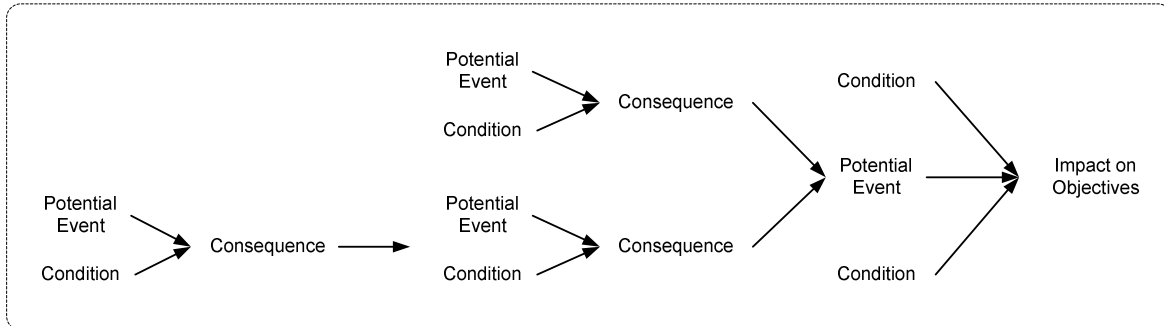 Potential
Event
Condition
Consequence
Potential
Event
Condition
Consequence
Potential
Event
Condition
Consequence
Condition
Potential
Event
Condition
Impact on
Objectives